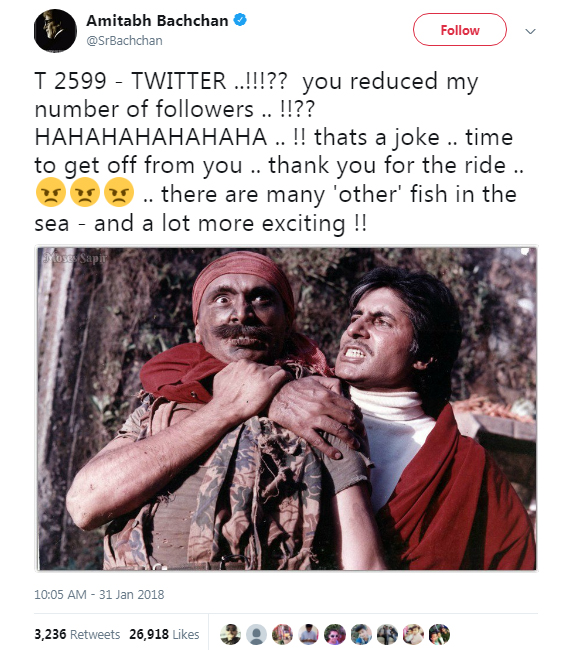 Amitabh Bachchan
@SrBachchan
Follow
T 2599 - TWITTER ..!!!??  you reduced my
number of followers .. !!??
HAHAHAHAHAHAHA .. !! thats a joke .. time
to get off from you .. thank you for the ride ..
😠😠😠 .. there are many 'other' fish in the
sea - and a lot more exciting !!
Moses Sapir
10:05 AM - 31 Jan 2018
3,236 Retweets 26,918 Likes